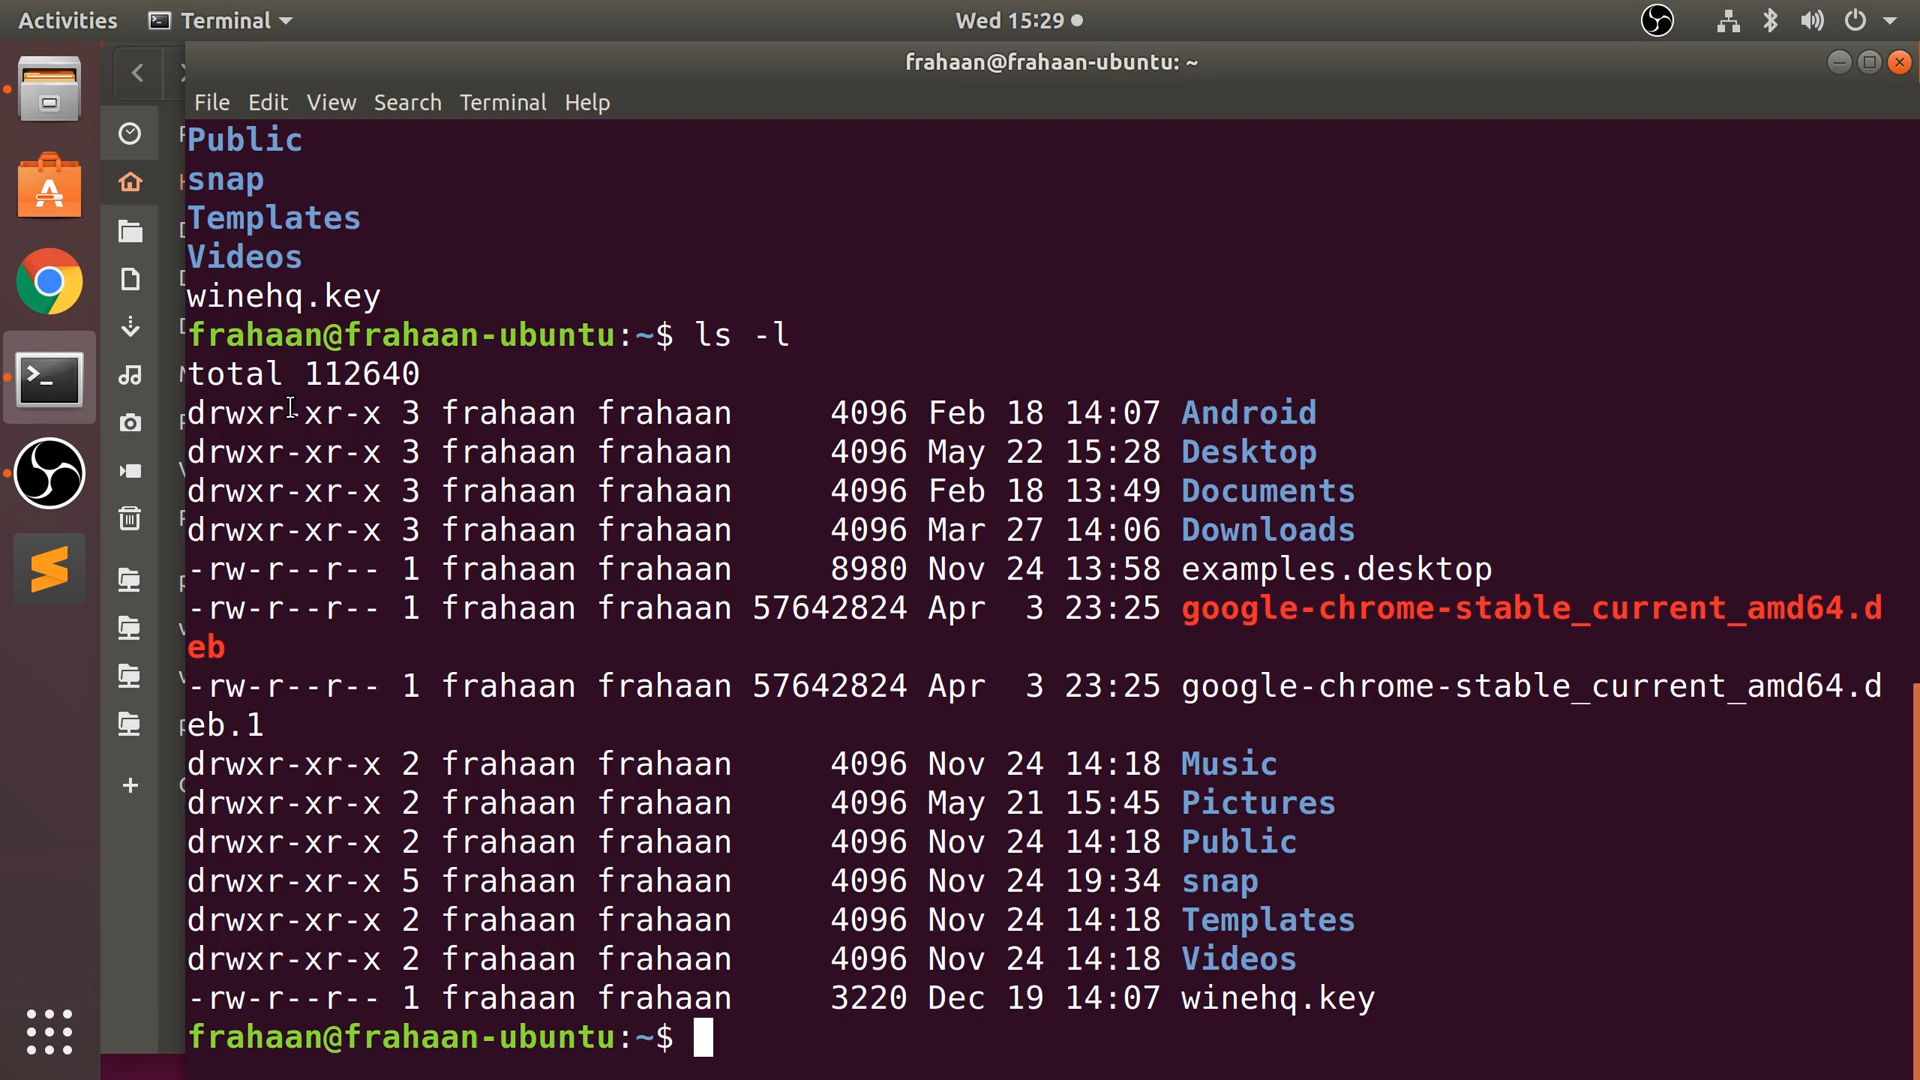 Activities Terminal Wed 15:29
frahaan@frahaan-ubuntu: ~
File Edit View Search Terminal Help
Public
snap
Templates
Videos
winehq.key
frahaan@frahaan-ubuntu:~$ ls -l
total 112640
drwxr-xr-x 3 frahaan frahaan     4096 Feb 18 14:07 Android
drwxr-xr-x 3 frahaan frahaan     4096 May 22 15:28 Desktop
drwxr-xr-x 3 frahaan frahaan     4096 Feb 18 13:49 Documents
drwxr-xr-x 3 frahaan frahaan     4096 Mar 27 14:06 Downloads
-rw-r--r-- 1 frahaan frahaan     8980 Nov 24 13:58 examples.desktop
-rw-r--r-- 1 frahaan frahaan 57642824 Apr  3 23:25 google-chrome-stable_current_amd64.d
eb
-rw-r--r-- 1 frahaan frahaan 57642824 Apr  3 23:25 google-chrome-stable_current_amd64.d
eb.1
drwxr-xr-x 2 frahaan frahaan     4096 Nov 24 14:18 Music
drwxr-xr-x 2 frahaan frahaan     4096 May 21 15:45 Pictures
drwxr-xr-x 2 frahaan frahaan     4096 Nov 24 14:18 Public
drwxr-xr-x 5 frahaan frahaan     4096 Nov 24 19:34 snap
drwxr-xr-x 2 frahaan frahaan     4096 Nov 24 14:18 Templates
drwxr-xr-x 2 frahaan frahaan     4096 Nov 24 14:18 Videos
-rw-r--r-- 1 frahaan frahaan     3220 Dec 19 14:07 winehq.key
frahaan@frahaan-ubuntu:~$